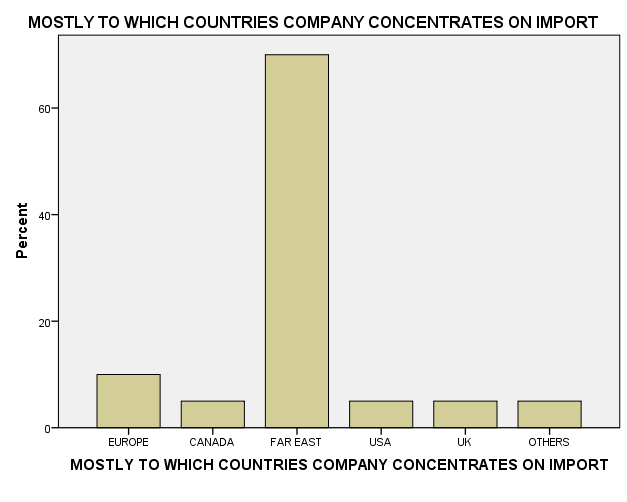 MOSTLY TO WHICH COUNTRIES COMPANY CONCENTRATES ON IMPORT
Percent
60
40
20
0
EUROPE CANADA FAR EAST USA UK OTHERS
MOSTLY TO WHICH COUNTRIES COMPANY CONCENTRATES ON IMPORT